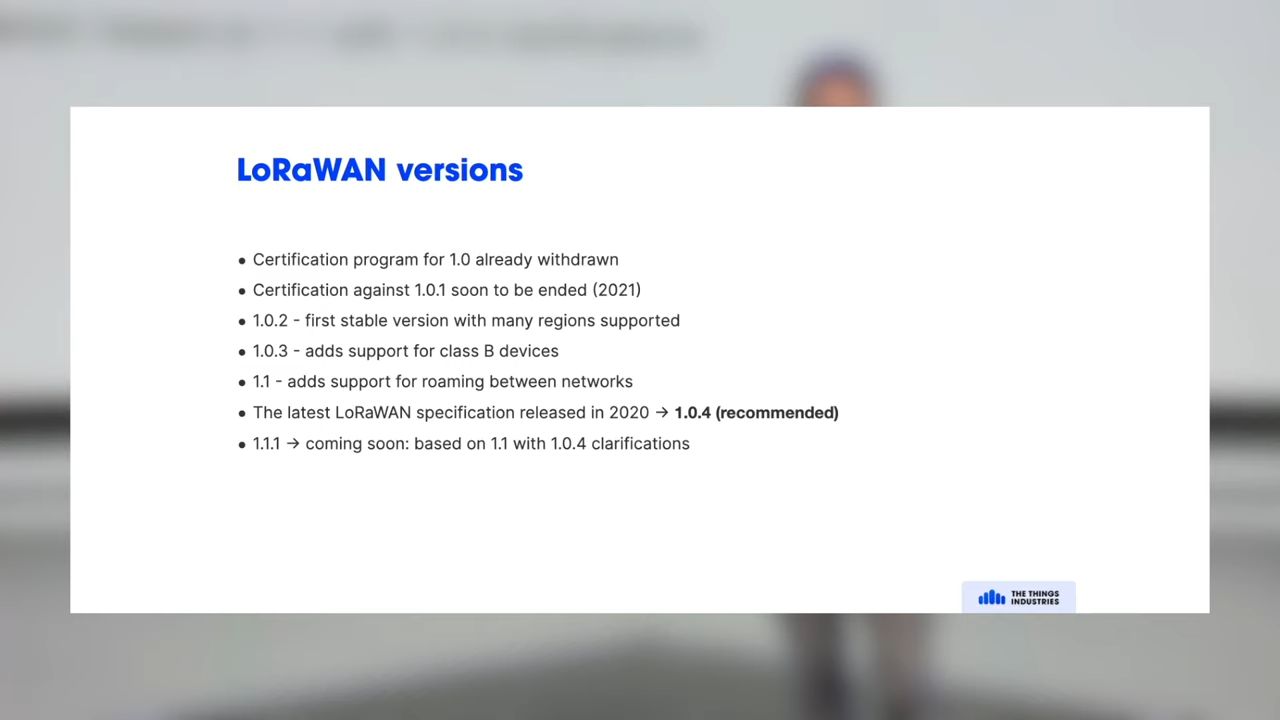 LoRaWAN versions
• Certification program for 1.0 already withdrawn
• Certification against 1.0.1 soon to be ended (2021)
• 1.0.2 - first stable version with many regions supported
• 1.0.3 - adds support for class B devices
• 1.1 - adds support for roaming between networks
• The latest LoRaWAN specification released in 2020 → 1.0.4 (recommended)
• 1.1.1 → coming soon: based on 1.1 with 1.0.4 clarifications
THE THINGS
INDUSTRIES